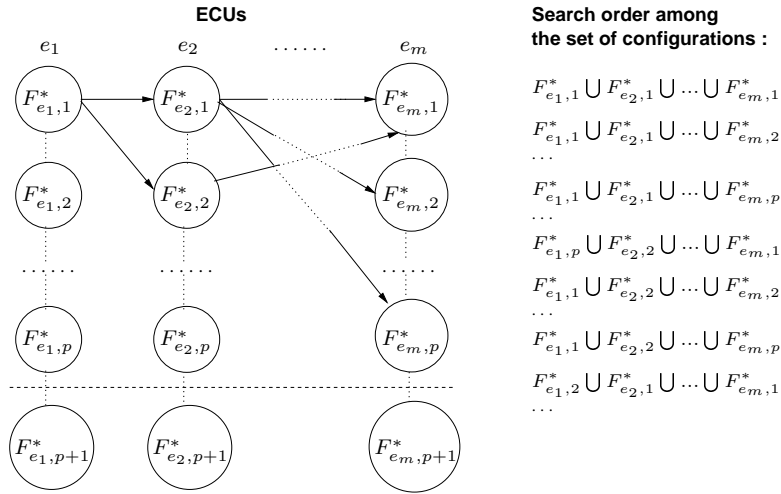 ECUs
e₁ e₂ ...... eₘ
F*ₑ₁,₁ F*ₑ₂,₁ F*ₑₘ,₁
F*ₑ₁,₂ F*ₑ₂,₂ F*ₑₘ,₂
...... ...... ......
F*ₑ₁,ₚ F*ₑ₂,ₚ F*ₑₘ,ₚ
F*ₑ₁,ₚ₊₁ F*ₑ₂,ₚ₊₁ F*ₑₘ,ₚ₊₁
Search order among
the set of configurations :
F*ₑ₁,₁ ⋃ F*ₑ₂,₁ ⋃ ... ⋃ F*ₑₘ,₁
F*ₑ₁,₁ ⋃ F*ₑ₂,₁ ⋃ ... ⋃ F*ₑₘ,₂
...
F*ₑ₁,₁ ⋃ F*ₑ₂,₁ ⋃ ... ⋃ F*ₑₘ,ₚ
...
F*ₑ₁,ₚ ⋃ F*ₑ₂,₂ ⋃ ... ⋃ F*ₑₘ,₁
F*ₑ₁,₁ ⋃ F*ₑ₂,₂ ⋃ ... ⋃ F*ₑₘ,₂
...
F*ₑ₁,₁ ⋃ F*ₑ₂,₂ ⋃ ... ⋃ F*ₑₘ,ₚ
F*ₑ₁,₂ ⋃ F*ₑ₂,₁ ⋃ ... ⋃ F*ₑₘ,₁
...